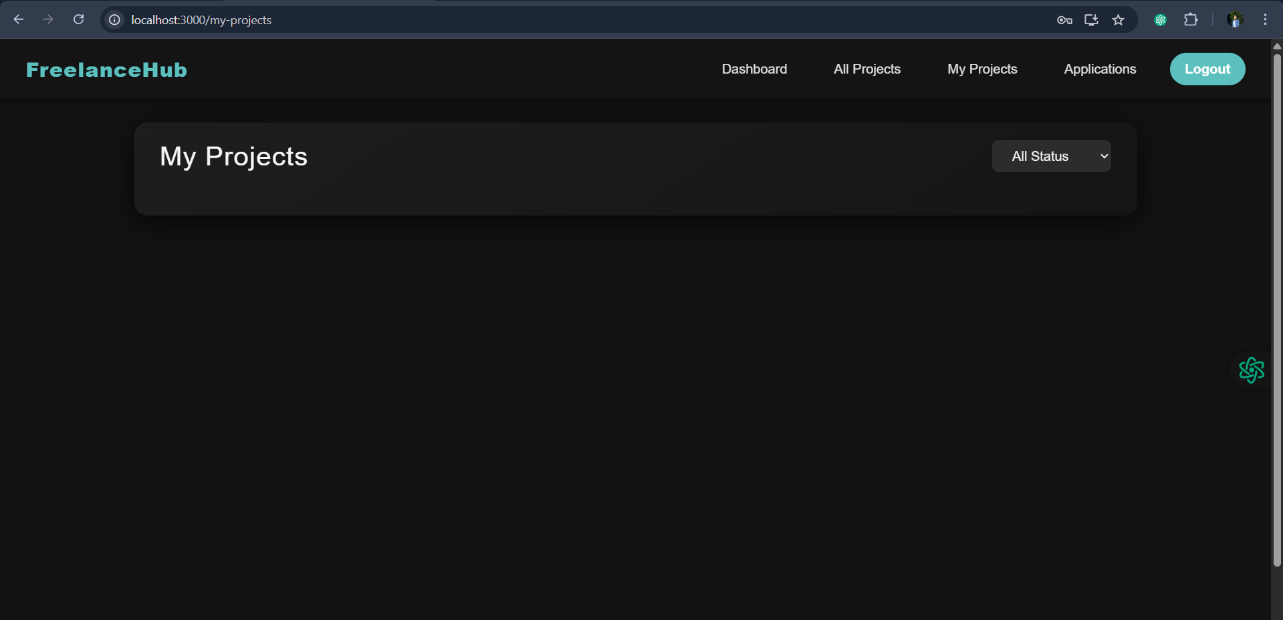 localhost:3000/my-projects
FreelanceHub
Dashboard
All Projects
My Projects
Applications
Logout
My Projects
All Status